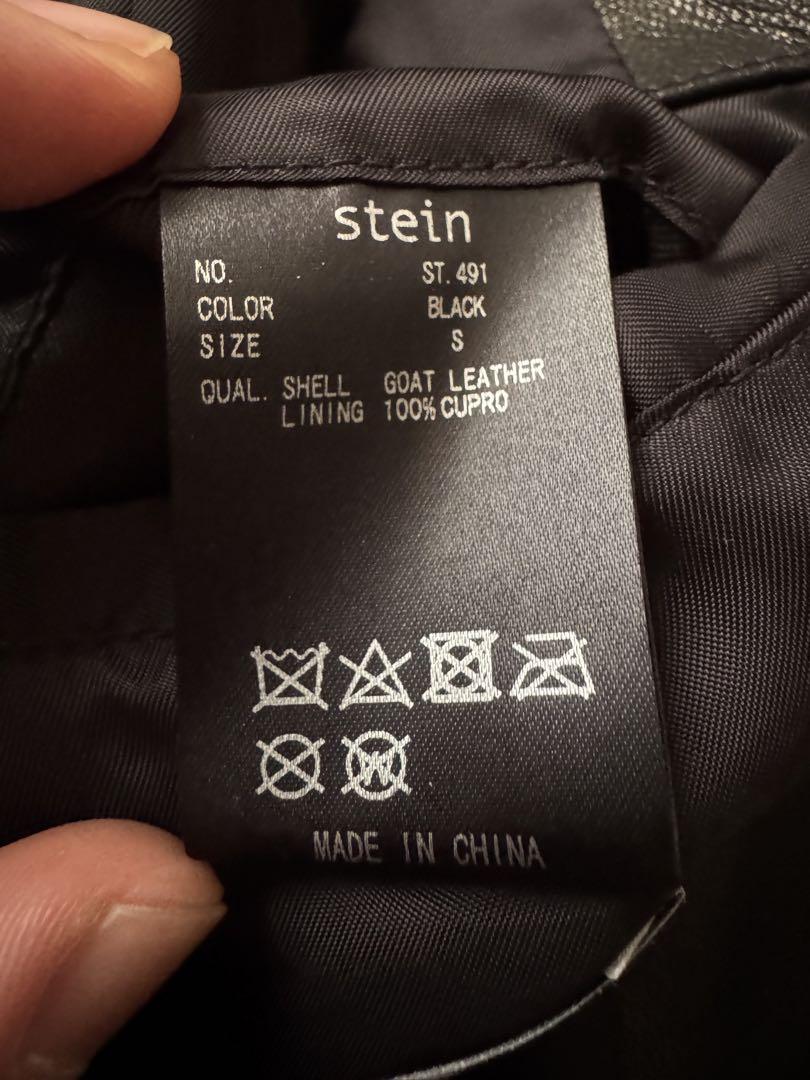 stein
NO. ST.491
COLOR BLACK
SIZE S
QUAL. SHELL GOAT LEATHER
LINING 100% CUPRO
W
MADE IN CHINA